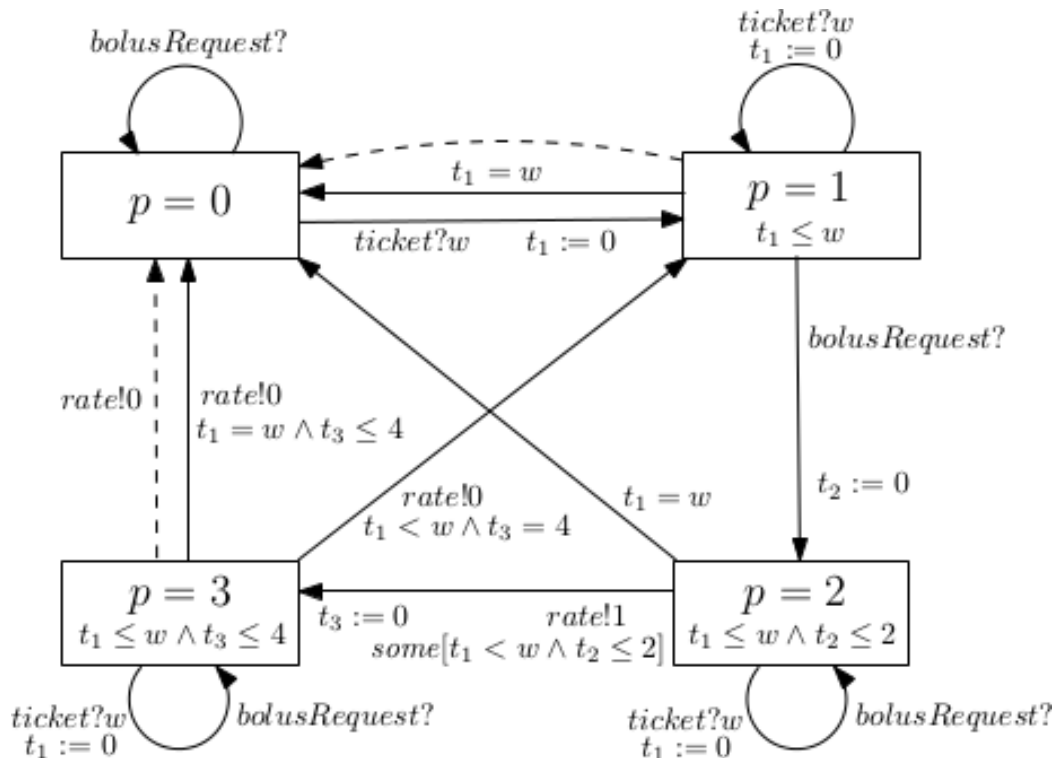 bolusRequest?
ticket?w
t₁ := 0
p = 0
t₁ = w
p = 1
t₁ ≤ w
ticket?w t₁ := 0
bolusRequest?
rate!0
rate!0
t₁ = w ∧ t₃ ≤ 4
rate!0
t₁ < w ∧ t₃ = 4
t₁ = w
t₂ := 0
p = 3
t₁ ≤ w ∧ t₃ ≤ 4
t₃ := 0
rate!1
some[t₁ < w ∧ t₂ ≤ 2]
p = 2
t₁ ≤ w ∧ t₂ ≤ 2
ticket?w
t₁ := 0
bolusRequest?
ticket?w
t₁ := 0
bolusRequest?